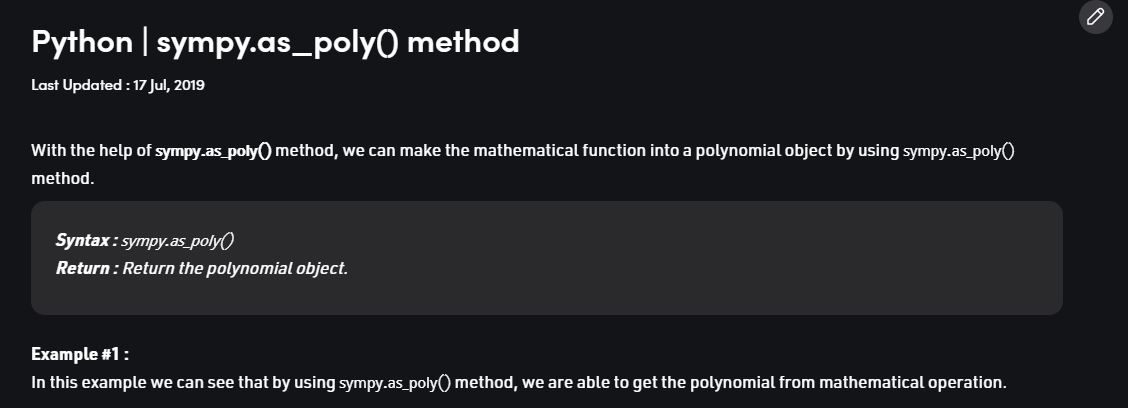 Python | sympy.as_poly() method
Last Updated : 17 Jul, 2019
With the help of sympy.as_poly() method, we can make the mathematical function into a polynomial object by using sympy.as_poly()
method.
Syntax : sympy.as_poly()
Return : Return the polynomial object.
Example #1 :
In this example we can see that by using sympy.as_poly() method, we are able to get the polynomial from mathematical operation.